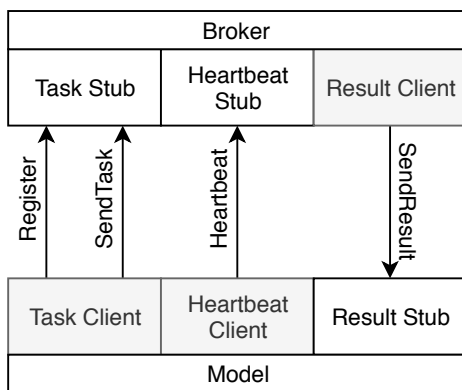 Broker
Task Stub
Heartbeat
Stub
Result Client
Register
SendTask
Heartbeat
SendResult
Task Client
Heartbeat
Client
Result Stub
Model